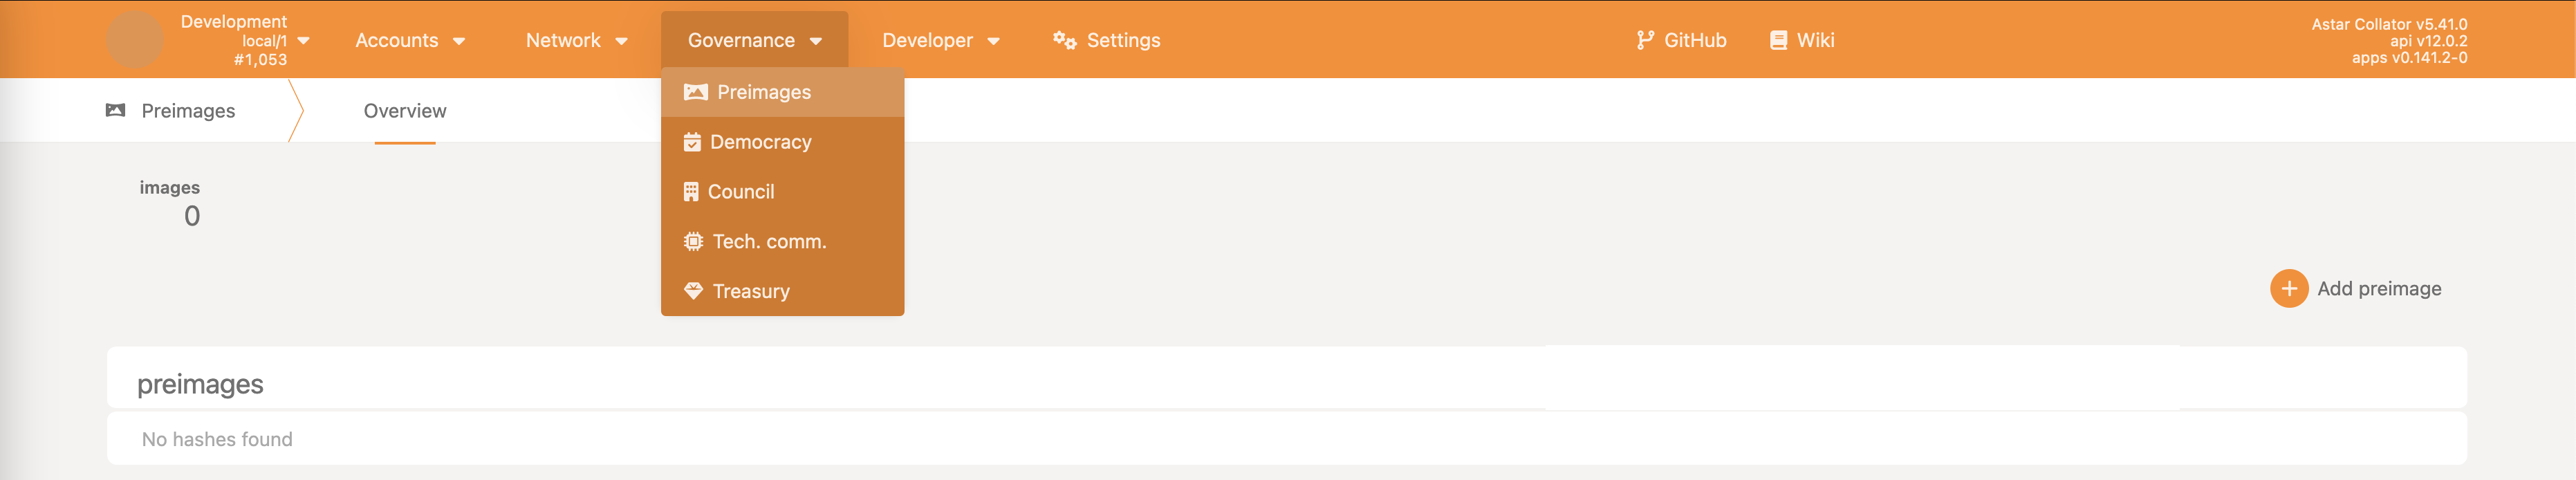 Development
local/1
#1,053
Accounts
Network
Governance
Developer
Settings
GitHub
Wiki
Astar Collator v5.41.0
api v12.0.2
apps v0.141.2-0
Preimages
Overview
Preimages
Democracy
Council
Tech. comm.
Treasury
images
0
Add preimage
preimages
No hashes found